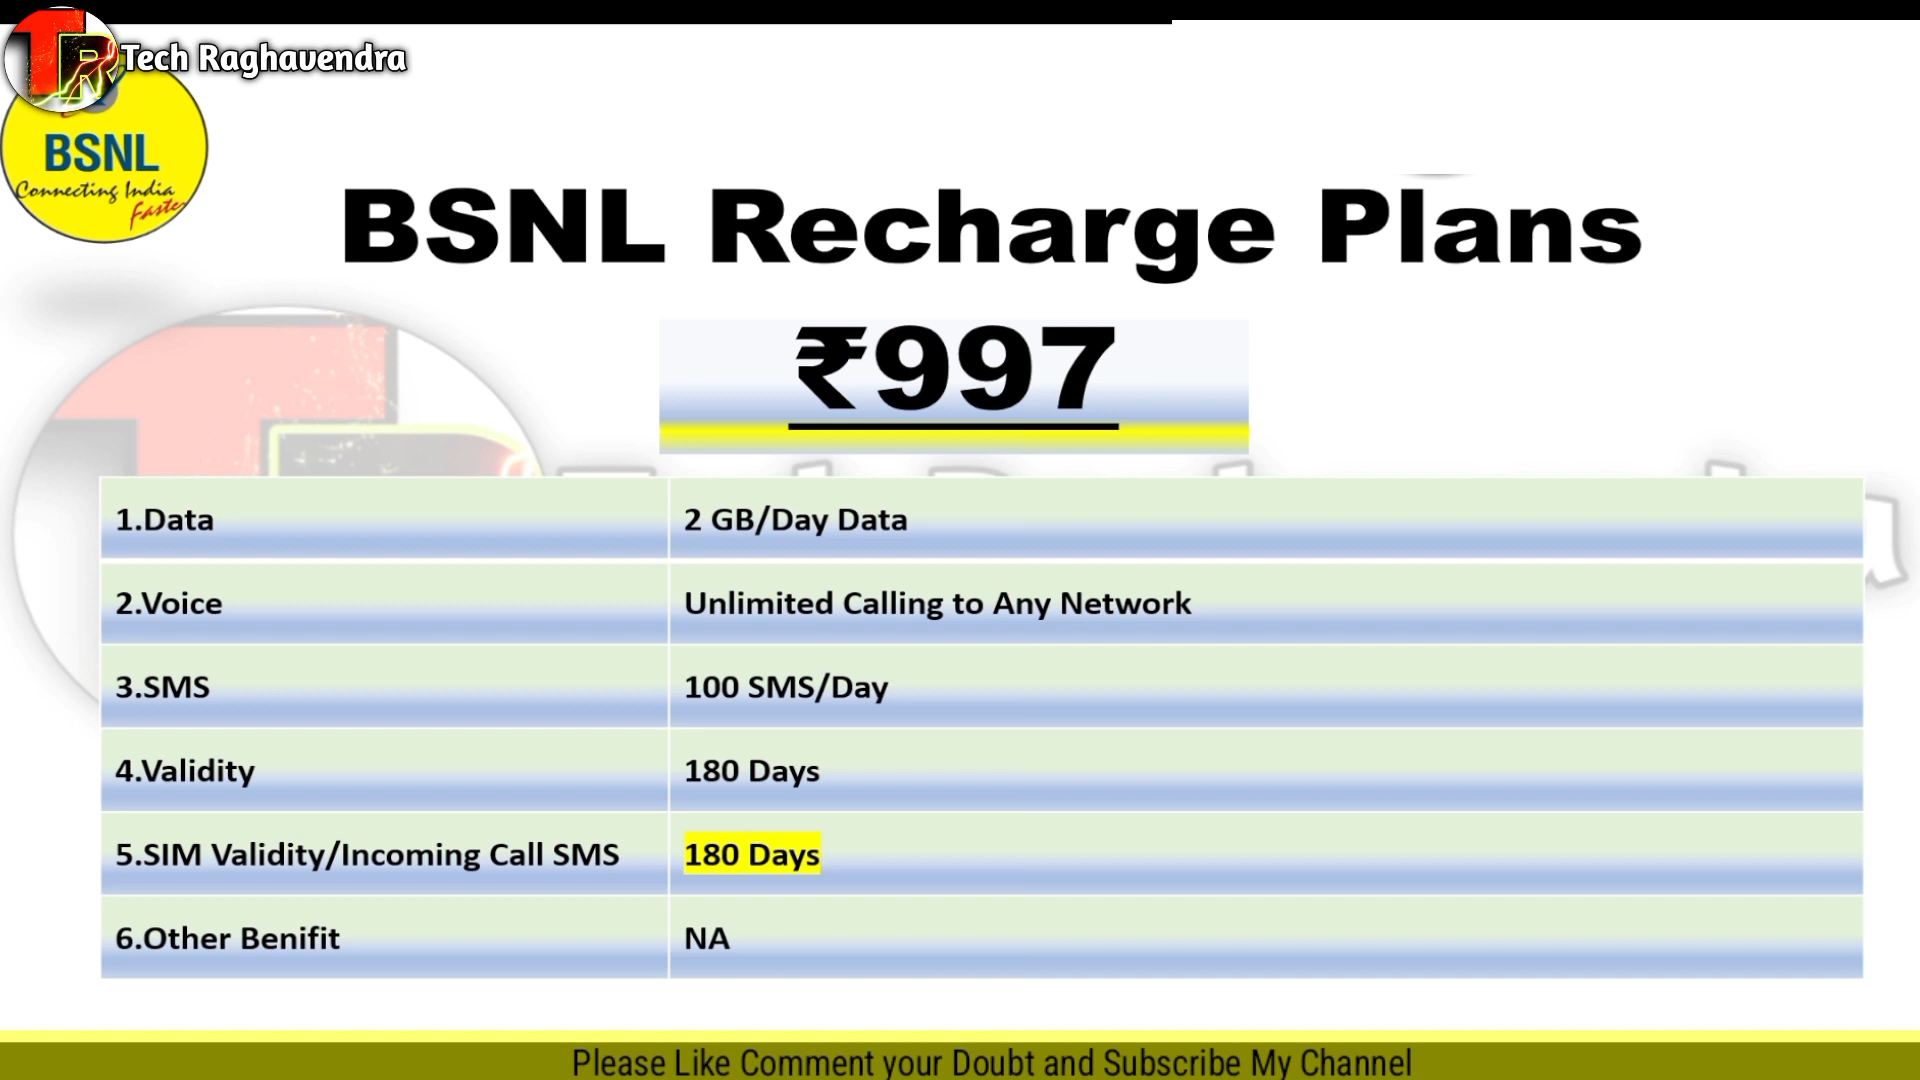 Tech Raghavendra
BSNL
Connecting India
Faster
BSNL Recharge Plans
₹997
1.Data 2 GB/Day Data
2.Voice Unlimited Calling to Any Network
3.SMS 100 SMS/Day
4.Validity 180 Days
5.SIM Validity/Incoming Call SMS 180 Days
6.Other Benifit NA
Please Like Comment your Doubt and Subscribe My Channel